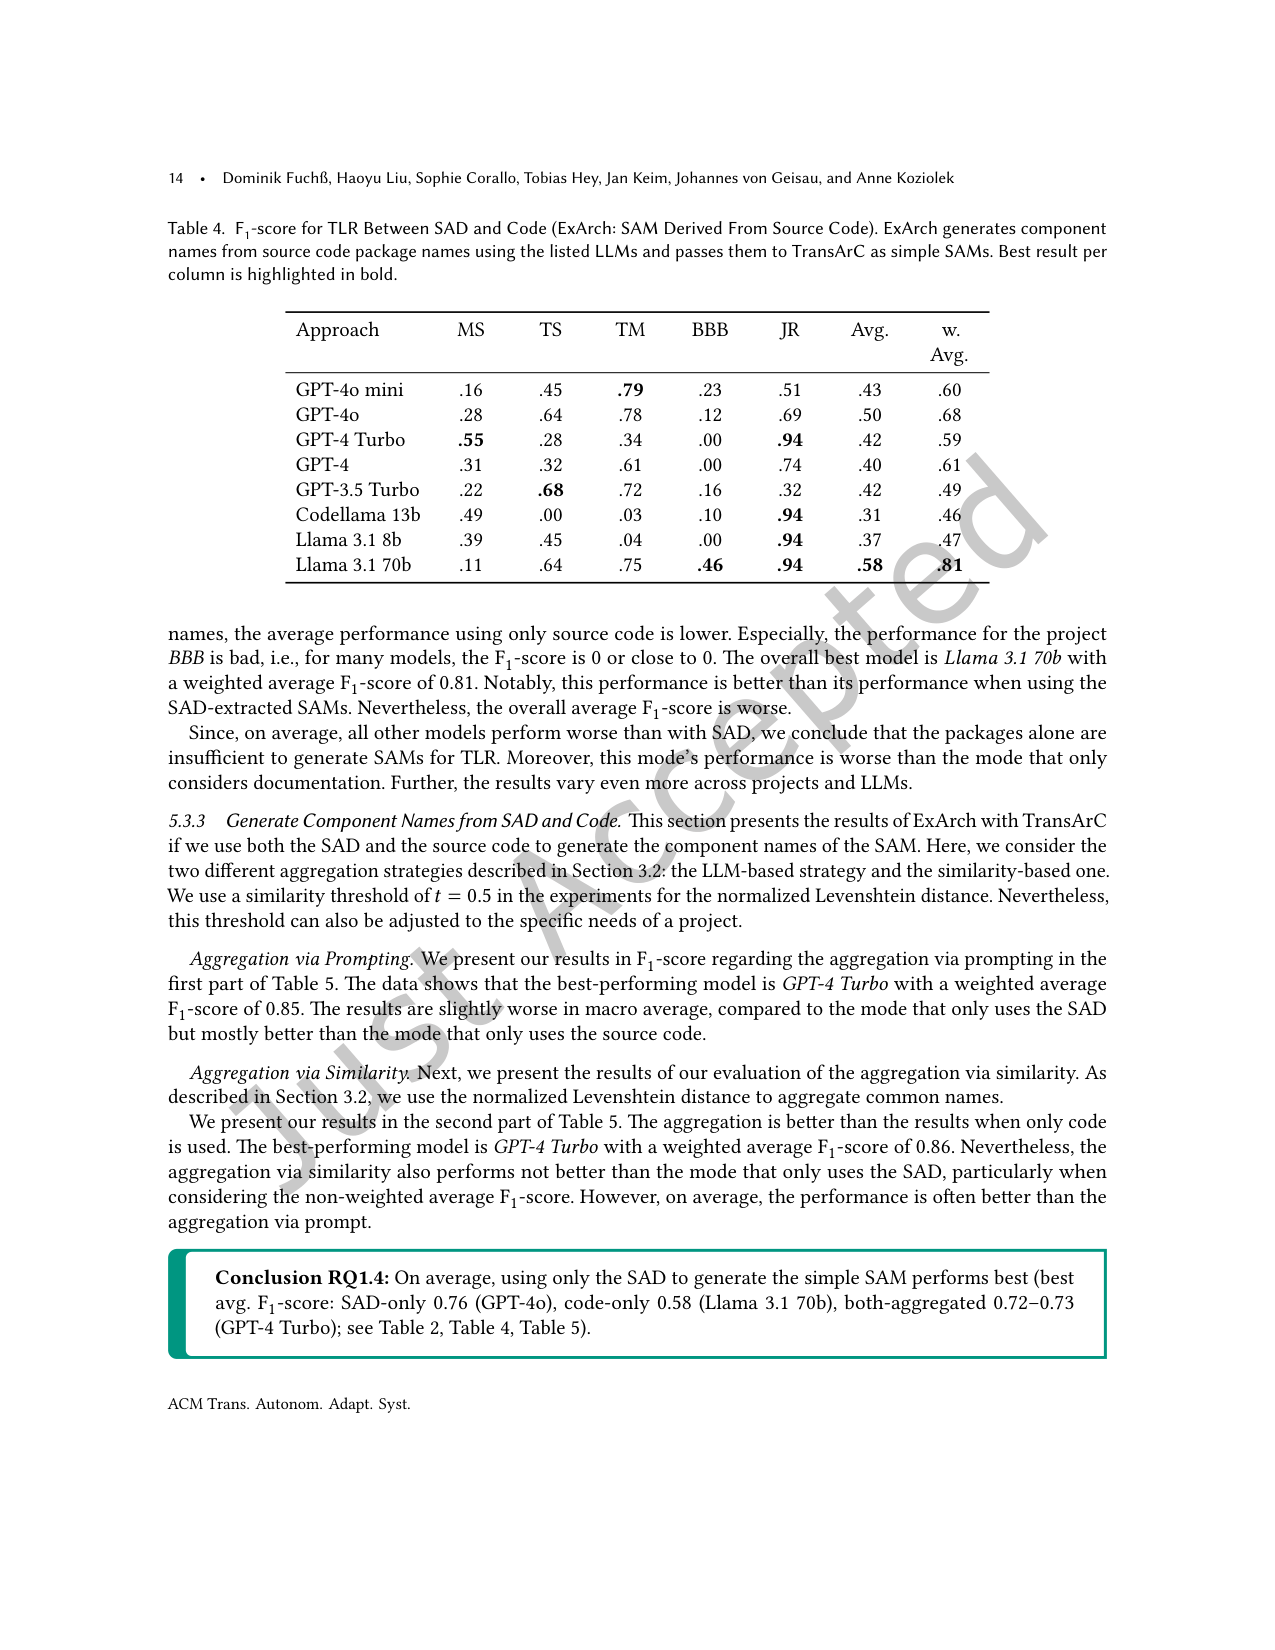 14 • Dominik Fuchß, Haoyu Liu, Sophie Corallo, Tobias Hey, Jan Keim, Johannes von Geisau, and Anne Koziolek
Table 4. F1-score for TLR Between SAD and Code (ExArch: SAM Derived From Source Code). ExArch generates component
names from source code package names using the listed LLMs and passes them to TransArC as simple SAMs. Best result per
column is highlighted in bold.
Approach MS TS TM BBB JR Avg. w.
Avg.
GPT-4o mini .16 .45 .79 .23 .51 .43 .60
GPT-4o .28 .64 .78 .12 .69 .50 .68
GPT-4 Turbo .55 .28 .34 .00 .94 .42 .59
GPT-4 .31 .32 .61 .00 .74 .40 .61
GPT-3.5 Turbo .22 .68 .72 .16 .32 .42 .49
Codellama 13b .49 .00 .03 .10 .94 .31 .46
Llama 3.1 8b .39 .45 .04 .00 .94 .37 .47
Llama 3.1 70b .11 .64 .75 .46 .94 .58 .81
names, the average performance using only source code is lower. Especially, the performance for the project
BBB is bad, i.e., for many models, the F1-score is 0 or close to 0. The overall best model is Llama 3.1 70b with
a weighted average F1-score of 0.81. Notably, this performance is better than its performance when using the
SAD-extracted SAMs. Nevertheless, the overall average F1-score is worse.
Since, on average, all other models perform worse than with SAD, we conclude that the packages alone are
insufficient to generate SAMs for TLR. Moreover, this mode's performance is worse than the mode that only
considers documentation. Further, the results vary even more across projects and LLMs.
5.3.3 Generate Component Names from SAD and Code. This section presents the results of ExArch with TransArC
if we use both the SAD and the source code to generate the component names of the SAM. Here, we consider the
two different aggregation strategies described in Section 3.2: the LLM-based strategy and the similarity-based one.
We use a similarity threshold of t = 0.5 in the experiments for the normalized Levenshtein distance. Nevertheless,
this threshold can also be adjusted to the specific needs of a project.
Aggregation via Prompting. We present our results in F1-score regarding the aggregation via prompting in the
first part of Table 5. The data shows that the best-performing model is GPT-4 Turbo with a weighted average
F1-score of 0.85. The results are slightly worse in macro average, compared to the mode that only uses the SAD
but mostly better than the mode that only uses the source code.
Aggregation via Similarity. Next, we present the results of our evaluation of the aggregation via similarity. As
described in Section 3.2, we use the normalized Levenshtein distance to aggregate common names.
We present our results in the second part of Table 5. The aggregation is better than the results when only code
is used. The best-performing model is GPT-4 Turbo with a weighted average F1-score of 0.86. Nevertheless, the
aggregation via similarity also performs not better than the mode that only uses the SAD, particularly when
considering the non-weighted average F1-score. However, on average, the performance is often better than the
aggregation via prompt.
Conclusion RQ1.4: On average, using only the SAD to generate the simple SAM performs best (best
avg. F1-score: SAD-only 0.76 (GPT-4o), code-only 0.58 (Llama 3.1 70b), both-aggregated 0.72–0.73
(GPT-4 Turbo); see Table 2, Table 4, Table 5).
ACM Trans. Autonom. Adapt. Syst.
Just Accepted